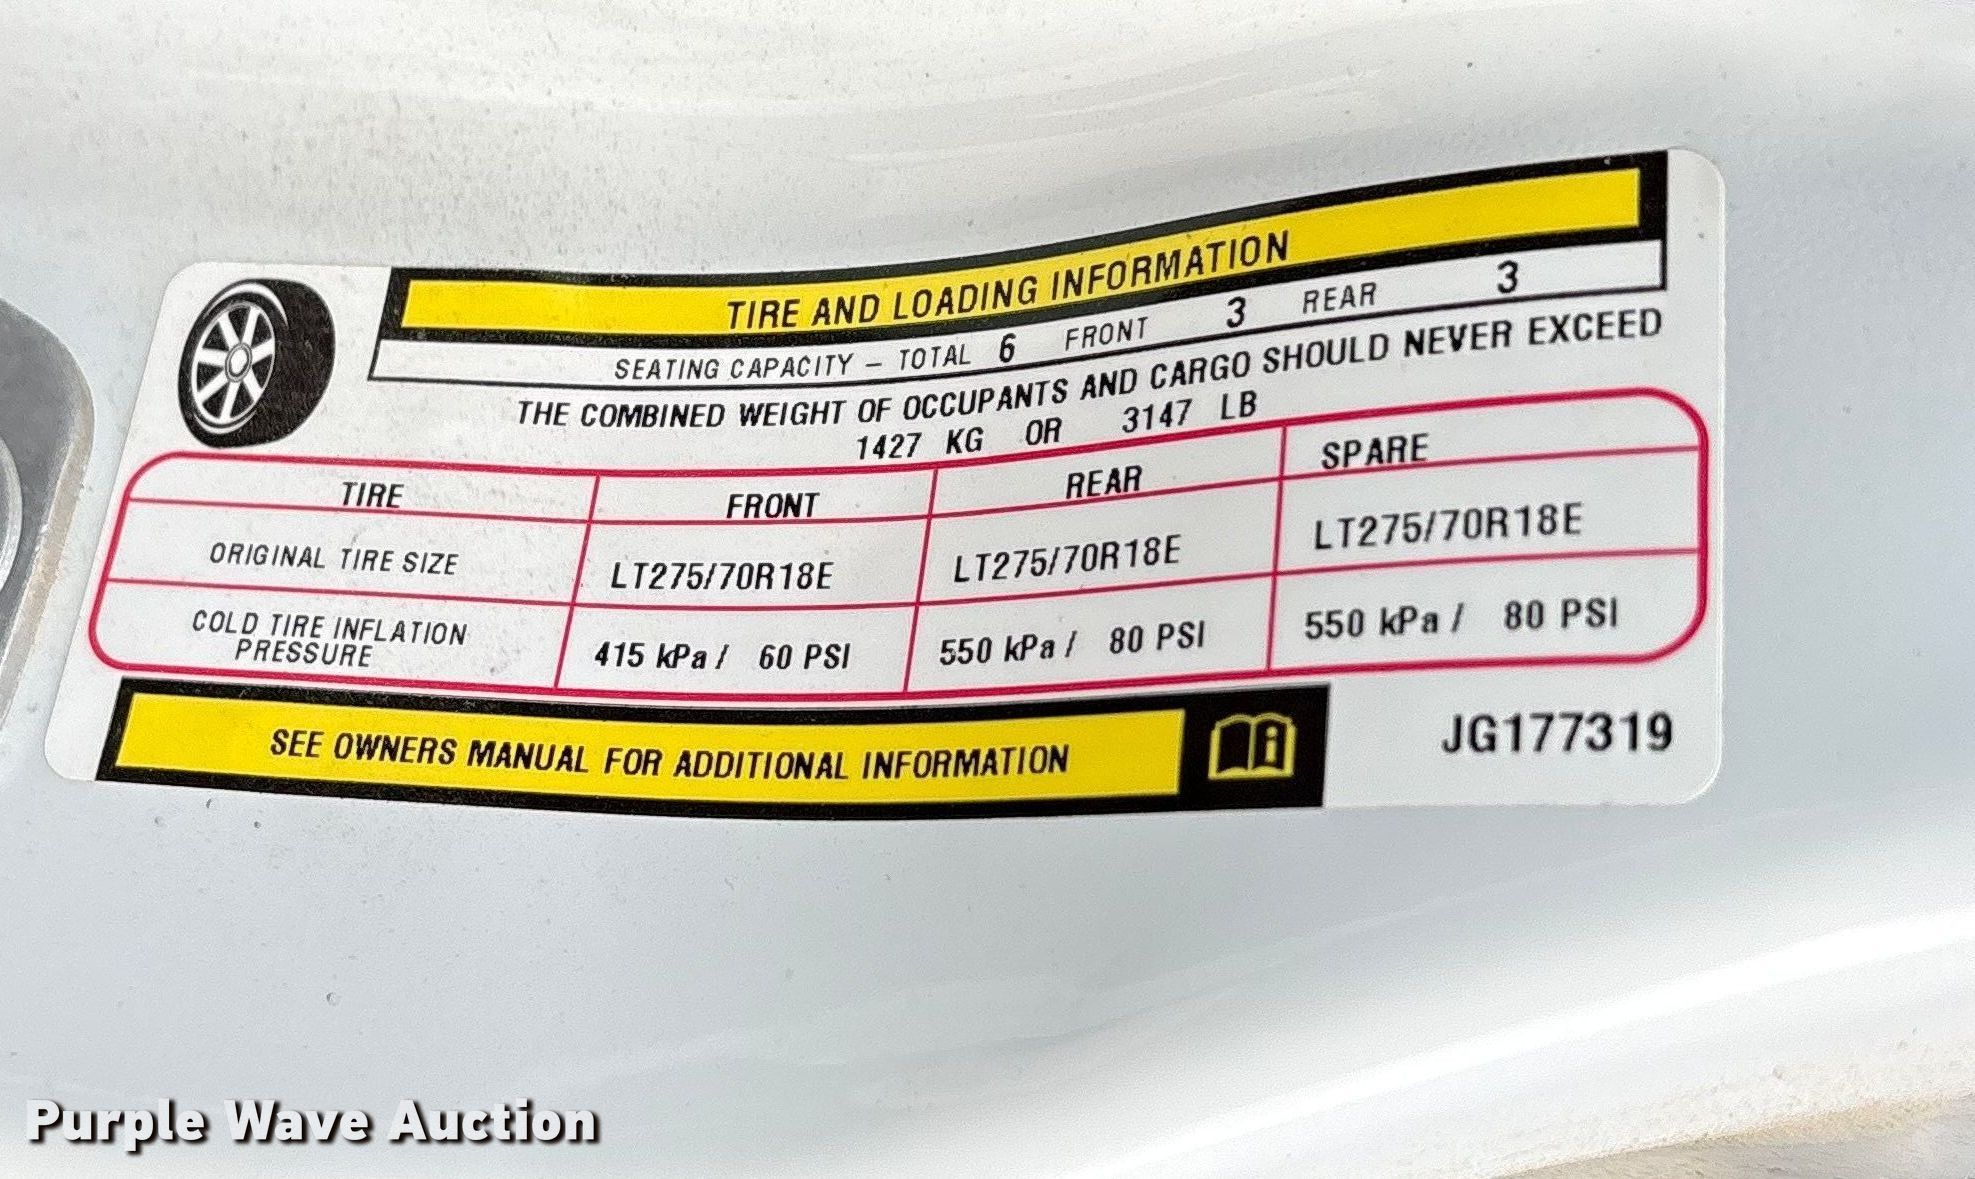 TIRE AND LOADING INFORMATION
SEATING CAPACITY – TOTAL 6 FRONT 3 REAR 3
THE COMBINED WEIGHT OF OCCUPANTS AND CARGO SHOULD NEVER EXCEED
1427 KG OR 3147 LB
TIRE FRONT REAR SPARE
ORIGINAL TIRE SIZE LT275/70R18E LT275/70R18E LT275/70R18E
COLD TIRE INFLATION
PRESSURE 415 kPa / 60 PSI 550 kPa / 80 PSI 550 kPa / 80 PSI
SEE OWNERS MANUAL FOR ADDITIONAL INFORMATION
JG177319
Purple Wave Auction